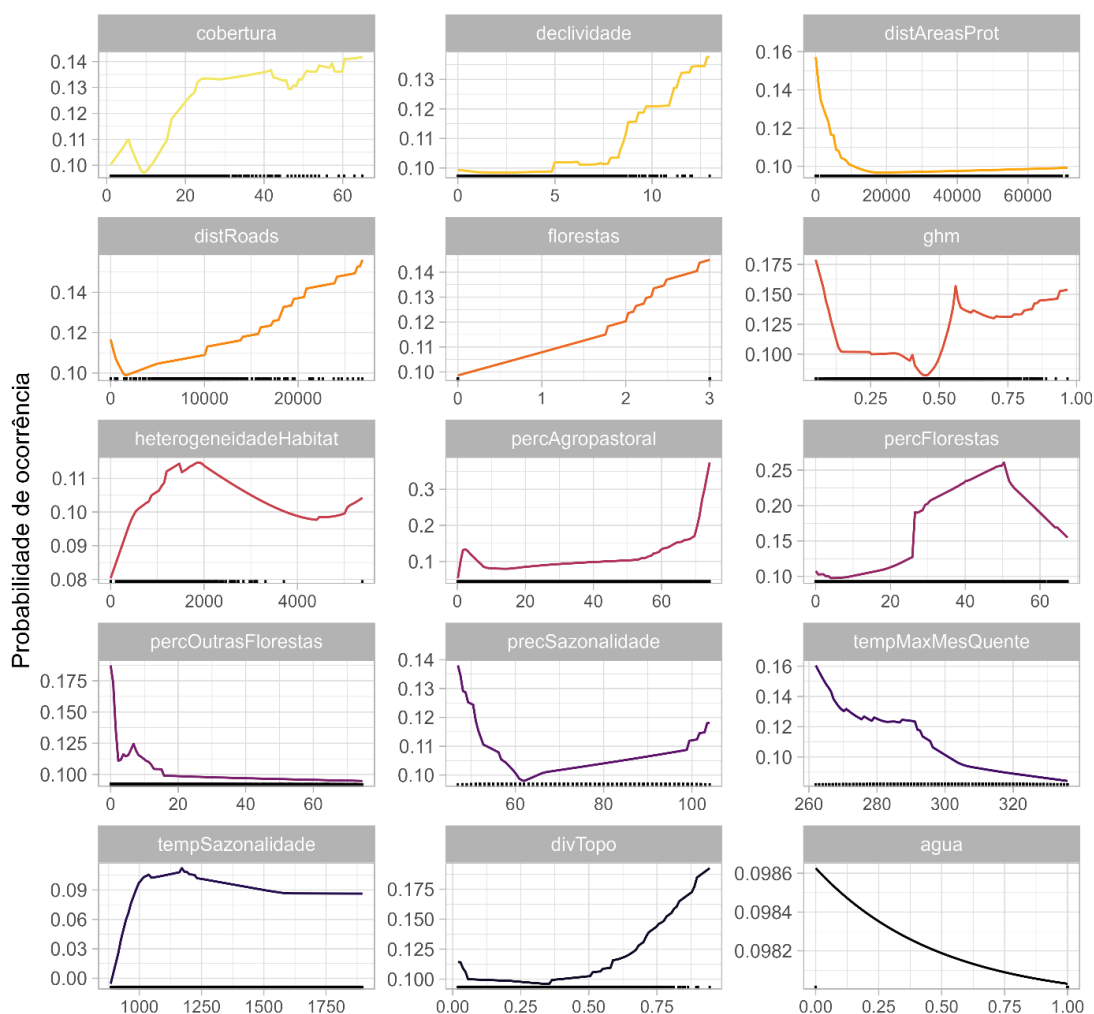 cobertura
declividade
distAreasProt
0.14
0.13
0.12
0.11
0.10
0 20 40 60
0.13
0.12
0.11
0.10
0 5 10
0.16
0.14
0.12
0.10
0 20000 40000 60000
distRoads
florestas
ghm
0.14
0.12
0.10
0 10000 20000
0.14
0.13
0.12
0.11
0.10
0 1 2 3
0.175
0.150
0.125
0.100
0.25 0.50 0.75 1.00
Probabilidade de ocorrência
heterogeneidadeHabitat
percAgropastoral
percFlorestas
0.11
0.10
0.09
0.08
0 2000 4000
0.3
0.2
0.1
0 20 40 60
0.25
0.20
0.15
0.10
0 20 40 60
percOutrasFlorestas
precSazonalidade
tempMaxMesQuente
0.175
0.150
0.125
0.100
0 20 40 60
0.14
0.13
0.12
0.11
0.10
60 80 100
0.16
0.14
0.12
0.10
260 280 300 320
tempSazonalidade
divTopo
agua
0.09
0.06
0.03
0.00
1000 1250 1500 1750
0.175
0.150
0.125
0.100
0.00 0.25 0.50 0.75
0.0986
0.0984
0.0982
0.00 0.25 0.50 0.75 1.00